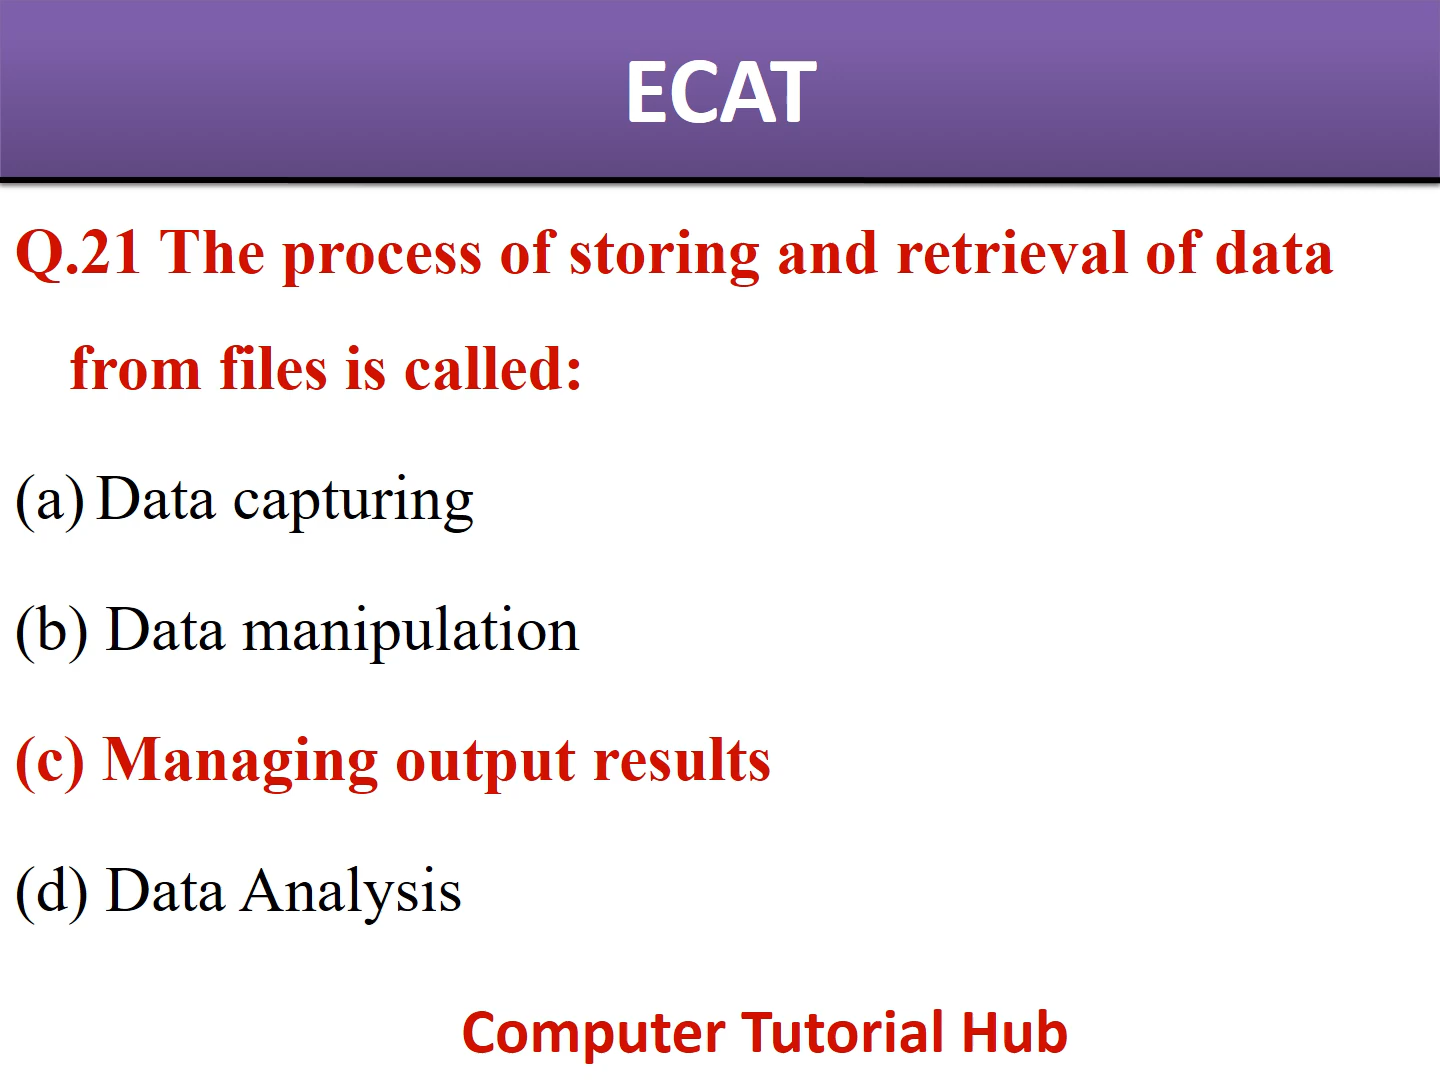 ECAT
Q.21 The process of storing and retrieval of data
from files is called:
(a) Data capturing
(b) Data manipulation
(c) Managing output results
(d) Data Analysis
Computer Tutorial Hub